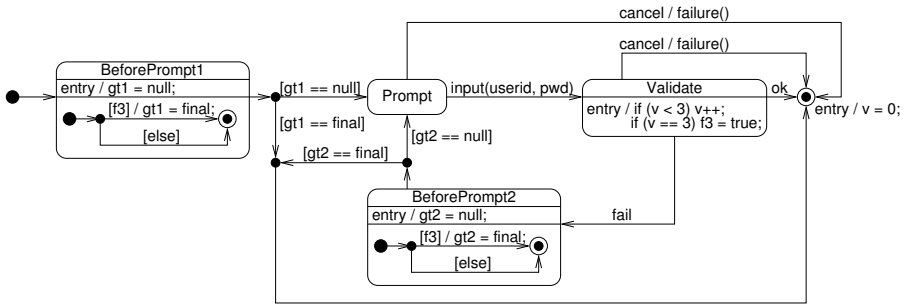 cancel / failure()
cancel / failure()
BeforePrompt1
entry / gt1 = null;
[f3] / gt1 = final;
[else]
[gt1 == null]
Prompt
input(userid, pwd)
Validate
entry / if (v < 3) v++;
if (v == 3) f3 = true;
ok
entry / v = 0;
[gt1 == final]
[gt2 == null]
[gt2 == final]
BeforePrompt2
entry / gt2 = null;
[f3] / gt2 = final;
[else]
fail